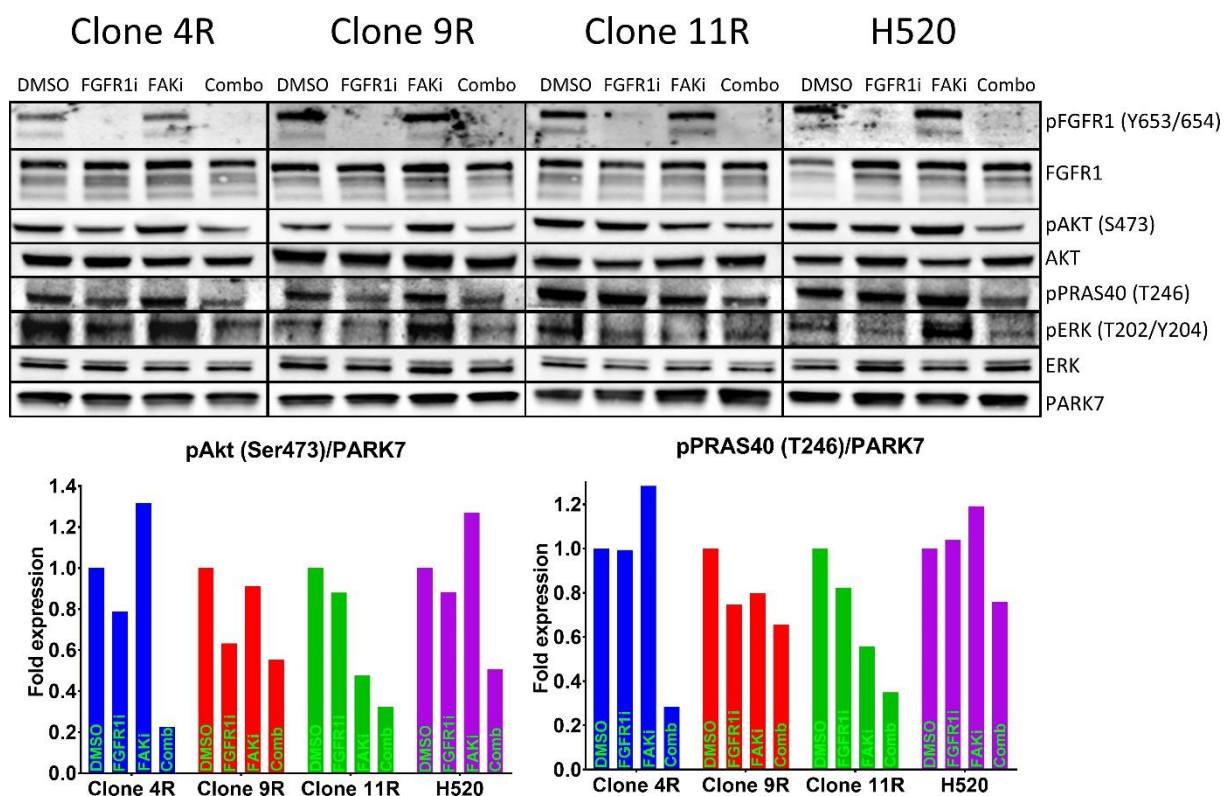 Clone 4R Clone 9R Clone 11R H520
DMSO FGFR1i FAKi Combo DMSO FGFR1i FAKi Combo DMSO FGFR1i FAKi Combo DMSO FGFR1i FAKi Combo
pFGFR1 (Y653/654)
FGFR1
pAKT (S473)
AKT
pPRAS40 (T246)
pERK (T202/Y204)
ERK
PARK7
pAkt (Ser473)/PARK7
Fold expression
1.4
1.2
1.0
0.8
0.6
0.4
0.2
0.0
DMSO
FGFR1i
FAKi
Comb
DMSO
FGFR1i
FAKi
Comb
DMSO
FGFR1i
FAKi
Comb
DMSO
FGFR1i
FAKi
Comb
Clone 4R Clone 9R Clone 11R H520
pPRAS40 (T246)/PARK7
Fold expression
1.2
1.0
0.8
0.6
0.4
0.2
0.0
DMSO
FGFR1i
FAKi
Comb
DMSO
FGFR1i
FAKi
Comb
DMSO
FGFR1i
FAKi
Comb
DMSO
FGFR1i
FAKi
Comb
Clone 4R Clone 9R Clone 11R H520